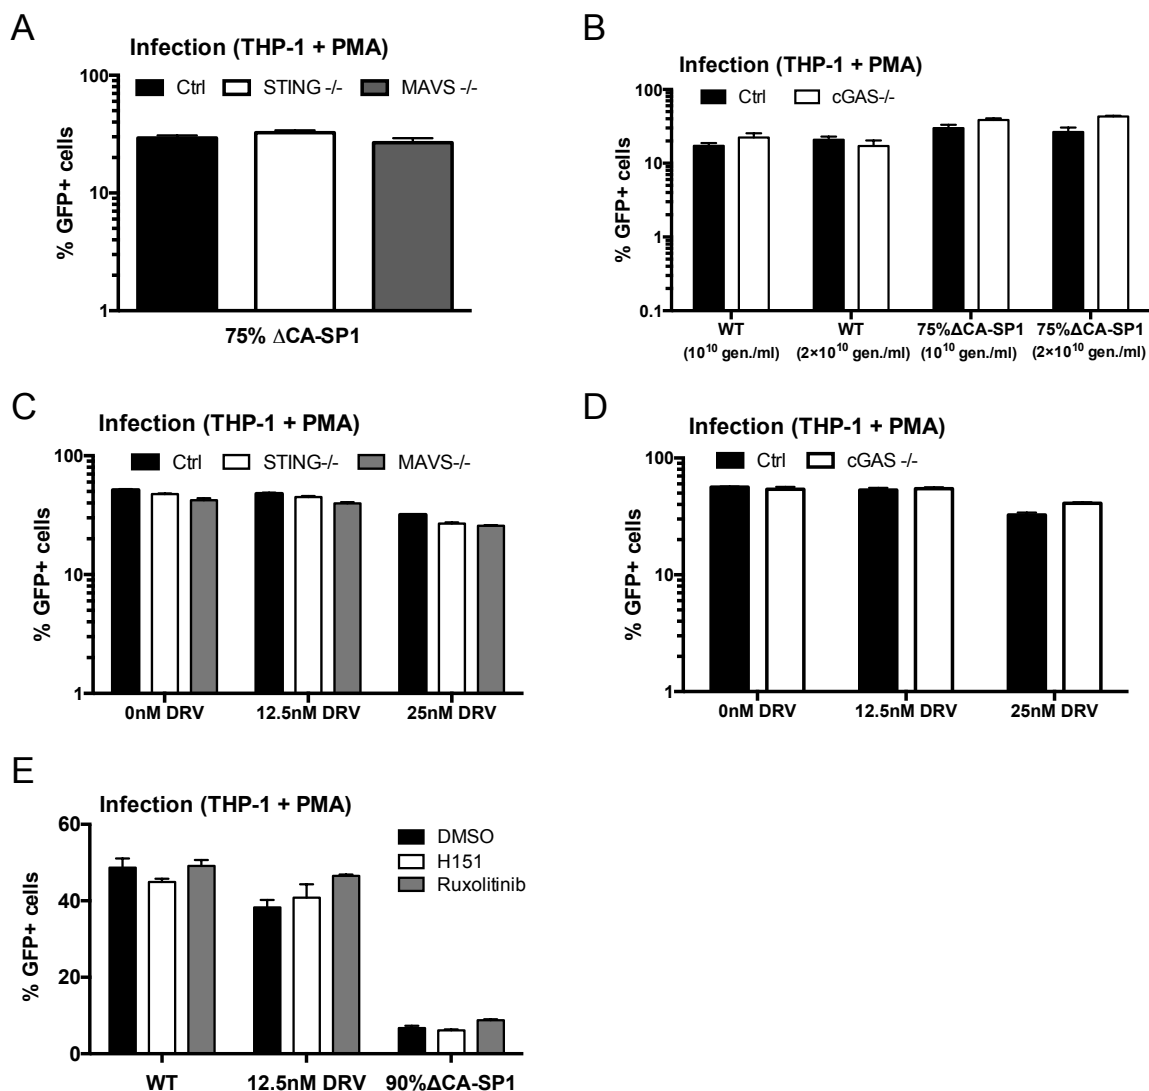 A
Infection (THP-1 + PMA)
Ctrl STING -/- MAVS -/-
% GFP+ cells
100
10
1
75% ΔCA-SP1
B
Infection (THP-1 + PMA)
Ctrl cGAS-/-
% GFP+ cells
100
10
1
0.1
WT WT 75%ΔCA-SP1 75%ΔCA-SP1
(10¹⁰ gen./ml) (2×10¹⁰ gen./ml) (10¹⁰ gen./ml) (2×10¹⁰ gen./ml)
C
Infection (THP-1 + PMA)
Ctrl STING-/- MAVS-/-
% GFP+ cells
100
10
1
0nM DRV 12.5nM DRV 25nM DRV
D
Infection (THP-1 + PMA)
Ctrl cGAS -/-
% GFP+ cells
100
10
1
0nM DRV 12.5nM DRV 25nM DRV
E
Infection (THP-1 + PMA)
DMSO
H151
Ruxolitinib
% GFP+ cells
60
40
20
0
WT 12.5nM DRV 90%ΔCA-SP1